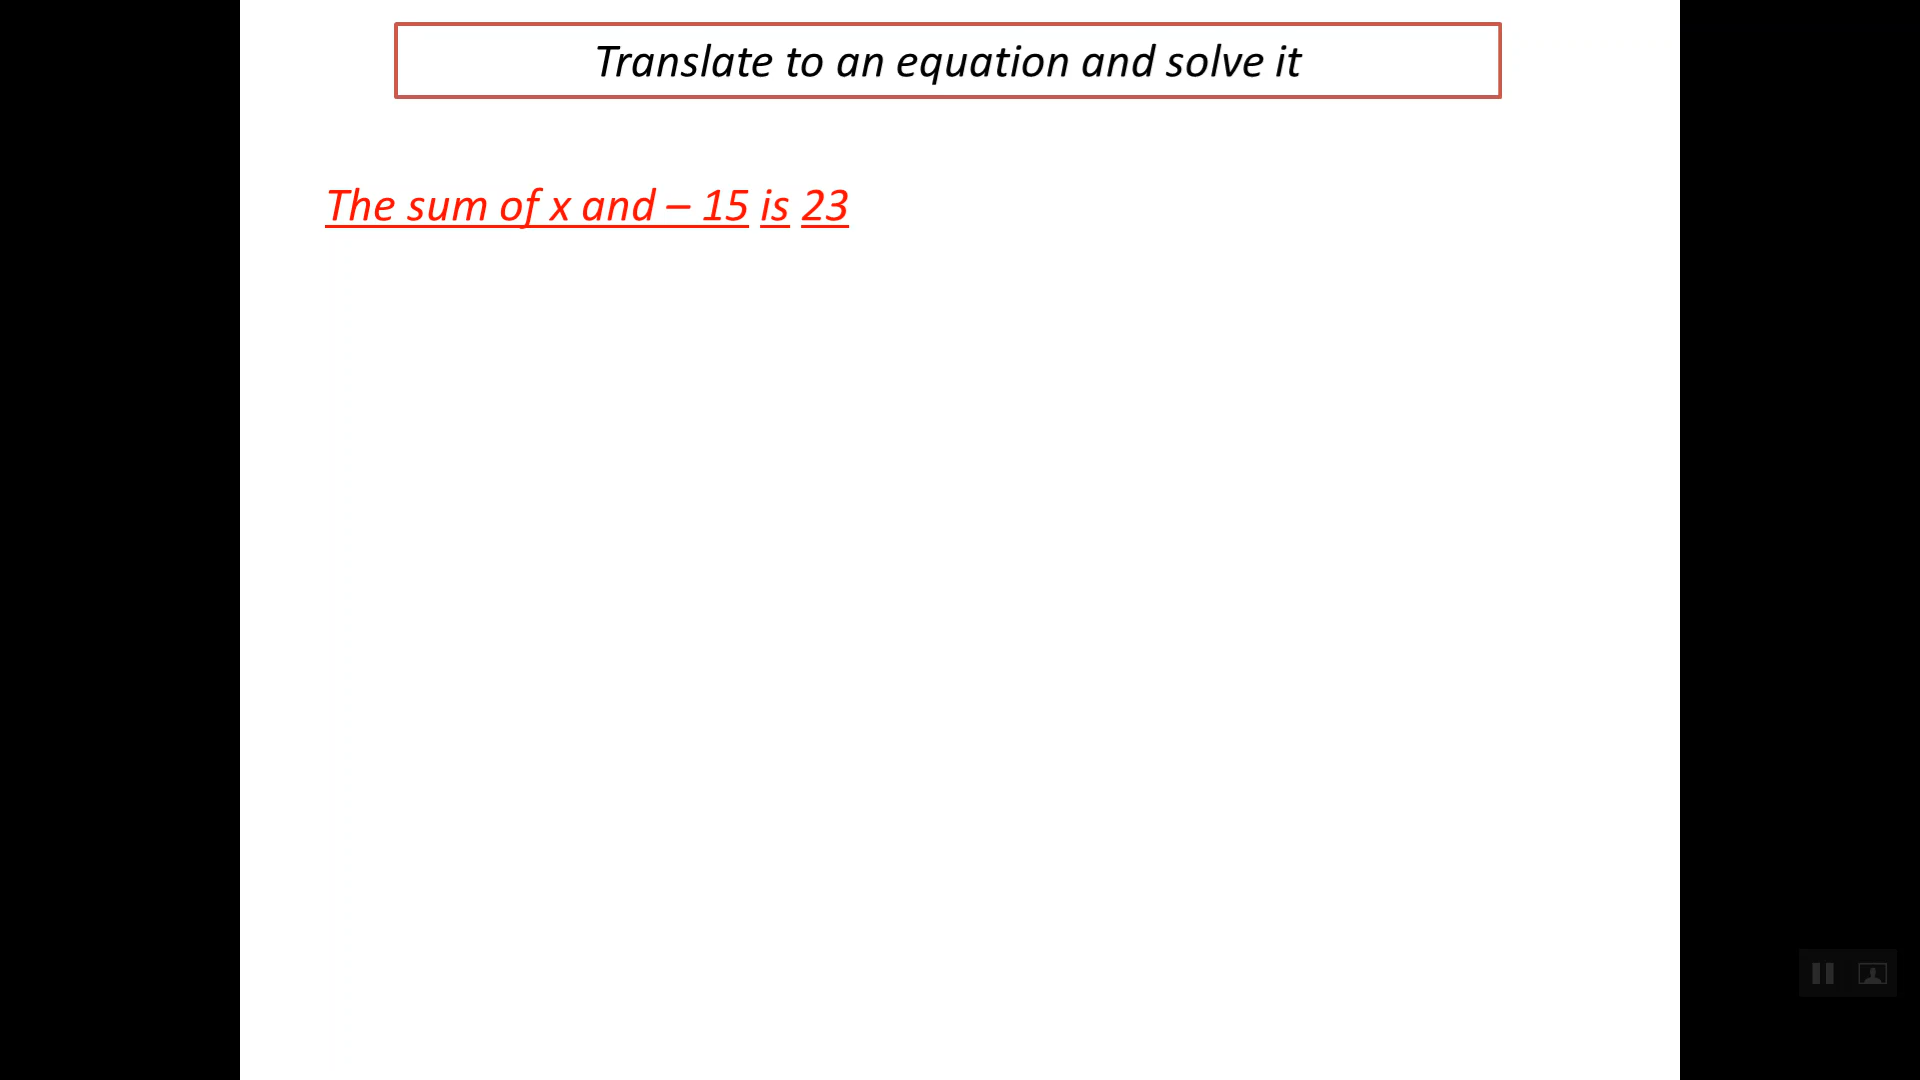 Translate to an equation and solve it
The sum of x and – 15 is 23